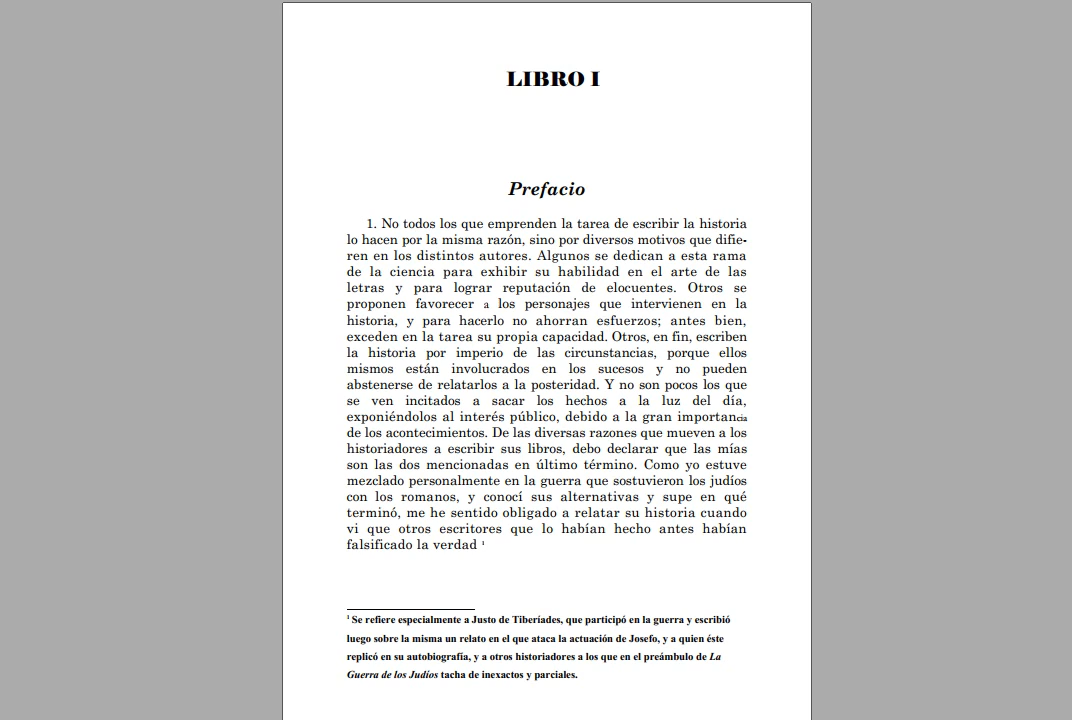 LIBRO I
Prefacio
1. No todos los que emprenden la tarea de escribir la historia
lo hacen por la misma razón, sino por diversos motivos que difie-
ren en los distintos autores. Algunos se dedican a esta rama
de la ciencia para exhibir su habilidad en el arte de las
letras y para lograr reputación de elocuentes. Otros se
proponen favorecer a los personajes que intervienen en la
historia, y para hacerlo no ahorran esfuerzos; antes bien,
exceden en la tarea su propia capacidad. Otros, en fin, escriben
la historia por imperio de las circunstancias, porque ellos
mismos están involucrados en los sucesos y no pueden
abstenerse de relatarlos a la posteridad. Y no son pocos los que
se ven incitados a sacar los hechos a la luz del día,
exponiéndolos al interés público, debido a la gran importancia
de los acontecimientos. De las diversas razones que mueven a los
historiadores a escribir sus libros, debo declarar que las mías
son las dos mencionadas en último término. Como yo estuve
mezclado personalmente en la guerra que sostuvieron los judíos
con los romanos, y conocí sus alternativas y supe en qué
terminó, me he sentido obligado a relatar su historia cuando
vi que otros escritores que lo habían hecho antes habían
falsificado la verdad ¹
¹ Se refiere especialmente a Justo de Tiberíades, que participó en la guerra y escribió
luego sobre la misma un relato en el que ataca la actuación de Josefo, y a quien éste
replicó en su autobiografía, y a otros historiadores a los que en el preámbulo de La
Guerra de los Judíos tacha de inexactos y parciales.